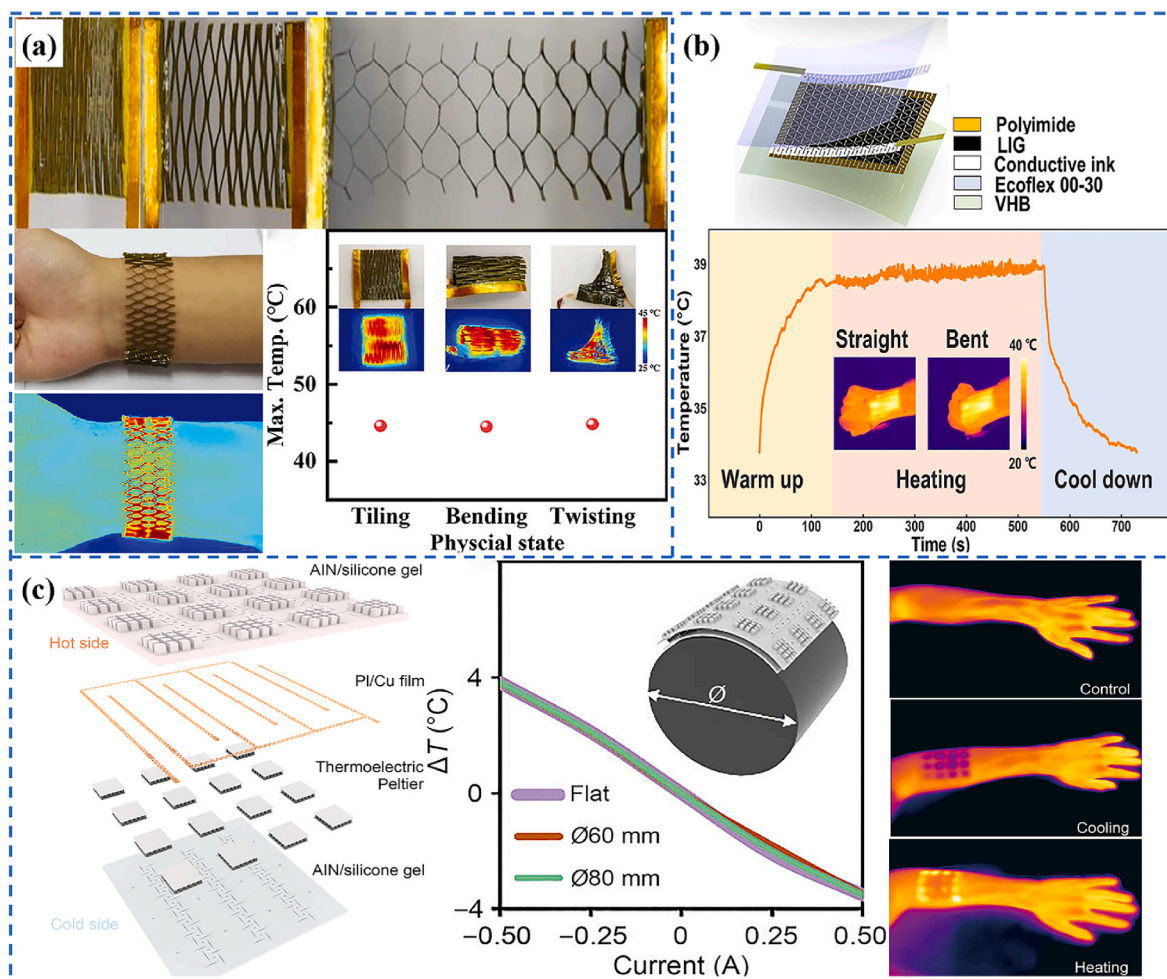 (a)
Max. Temp. (°C)
60
50
40
45 °C
25 °C
Tiling
Bending
Twisting
Physcial state
(b)
Polyimide
LIG
Conductive ink
Ecoflex 00-30
VHB
Temperature (°C)
39
37
35
33
Straight
Bent
40 °C
20 °C
Warm up
Heating
Cool down
0
100
200
300
400
500
600
700
Time (s)
(c)
AlN/silicone gel
Hot side
PI/Cu film
Thermoelectric
Peltier
AlN/silicone gel
Cold side
ΔT (°C)
4
0
−4
Ø
Flat
Ø60 mm
Ø80 mm
−0.50
−0.25
0
0.25
0.50
Current (A)
Control
Cooling
Heating